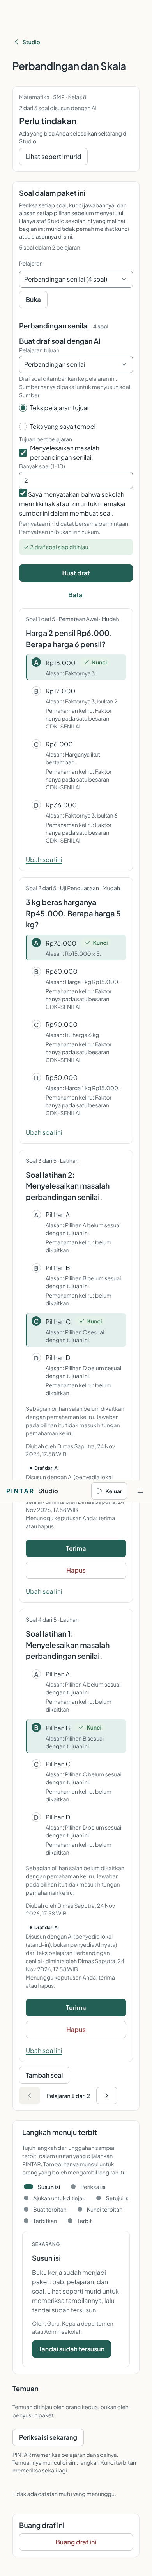 Studio
Perbandingan dan Skala
Matematika · SMP · Kelas 8
2 dari 5 soal disusun dengan AI
Perlu tindakan
Ada yang bisa Anda selesaikan sekarang di
Studio.
Lihat seperti murid
Soal dalam paket ini
Periksa setiap soal, kunci jawabannya, dan
alasan setiap pilihan sebelum menyetujui.
Hanya staf Studio sekolah ini yang melihat
bagian ini; murid tidak pernah melihat kunci
atau alasannya di sini.
5 soal dalam 2 pelajaran
Pelajaran
Perbandingan senilai (4 soal)
Buka
Perbandingan senilai · 4 soal
Buat draf soal dengan AI
Pelajaran tujuan
Perbandingan senilai
Draf soal ditambahkan ke pelajaran ini.
Sumber hanya dipakai untuk menyusun soal.
Sumber
Teks pelajaran tujuan
Teks yang saya tempel
Tujuan pembelajaran
Menyelesaikan masalah
perbandingan senilai.
Banyak soal (1–10)
2
Saya menyatakan bahwa sekolah
memiliki hak atau izin untuk memakai
sumber ini dalam membuat soal.
Pernyataan ini dicatat bersama permintaan.
Pernyataan ini bukan izin hukum.
2 draf soal siap ditinjau.
Buat draf
Batal
Soal 1 dari 5 · Pemetaan Awal · Mudah
Harga 2 pensil Rp6.000.
Berapa harga 6 pensil?
A Rp18.000 Kunci
Alasan: Faktornya 3.
B Rp12.000
Alasan: Faktornya 3, bukan 2.
Pemahaman keliru: Faktor
hanya pada satu besaran
CDK-SENILAI
C Rp6.000
Alasan: Harganya ikut
bertambah.
Pemahaman keliru: Faktor
hanya pada satu besaran
CDK-SENILAI
D Rp36.000
Alasan: Faktornya 3, bukan 6.
Pemahaman keliru: Faktor
hanya pada satu besaran
CDK-SENILAI
Ubah soal ini
Soal 2 dari 5 · Uji Penguasaan · Mudah
3 kg beras harganya
Rp45.000. Berapa harga 5
kg?
A Rp75.000 Kunci
Alasan: Rp15.000 × 5.
B Rp60.000
Alasan: Harga 1 kg Rp15.000.
Pemahaman keliru: Faktor
hanya pada satu besaran
CDK-SENILAI
C Rp90.000
Alasan: Itu harga 6 kg.
Pemahaman keliru: Faktor
hanya pada satu besaran
CDK-SENILAI
D Rp50.000
Alasan: Harga 1 kg Rp15.000.
Pemahaman keliru: Faktor
hanya pada satu besaran
CDK-SENILAI
Ubah soal ini
Soal 3 dari 5 · Latihan
Soal latihan 2:
Menyelesaikan masalah
perbandingan senilai.
A Pilihan A
Alasan: Pilihan A belum sesuai
dengan tujuan ini.
Pemahaman keliru: belum
dikaitkan
B Pilihan B
Alasan: Pilihan B belum sesuai
dengan tujuan ini.
Pemahaman keliru: belum
dikaitkan
C Pilihan C Kunci
Alasan: Pilihan C sesuai
dengan tujuan ini.
D Pilihan D
Alasan: Pilihan D belum sesuai
dengan tujuan ini.
Pemahaman keliru: belum
dikaitkan
Sebagian pilihan salah belum dikaitkan
dengan pemahaman keliru. Jawaban
pada pilihan itu tidak masuk hitungan
pemahaman keliru.
Diubah oleh Dimas Saputra, 24 Nov
2026, 17.58 WIB
Draf dari AI
Disusun dengan AI (penyedia lokal
PINTAR Studio Keluar
2026, 17.58 WIB
Menunggu keputusan Anda: terima
atau hapus.
Terima
Hapus
Ubah soal ini
Soal 4 dari 5 · Latihan
Soal latihan 1:
Menyelesaikan masalah
perbandingan senilai.
A Pilihan A
Alasan: Pilihan A belum sesuai
dengan tujuan ini.
Pemahaman keliru: belum
dikaitkan
B Pilihan B Kunci
Alasan: Pilihan B sesuai
dengan tujuan ini.
C Pilihan C
Alasan: Pilihan C belum sesuai
dengan tujuan ini.
Pemahaman keliru: belum
dikaitkan
D Pilihan D
Alasan: Pilihan D belum sesuai
dengan tujuan ini.
Pemahaman keliru: belum
dikaitkan
Sebagian pilihan salah belum dikaitkan
dengan pemahaman keliru. Jawaban
pada pilihan itu tidak masuk hitungan
pemahaman keliru.
Diubah oleh Dimas Saputra, 24 Nov
2026, 17.58 WIB
Draf dari AI
Disusun dengan AI (penyedia lokal
(stand-in), bukan penyedia AI nyata)
dari teks pelajaran Perbandingan
senilai · diminta oleh Dimas Saputra, 24
Nov 2026, 17.58 WIB
Menunggu keputusan Anda: terima
atau hapus.
Terima
Hapus
Ubah soal ini
Tambah soal
Pelajaran 1 dari 2
Langkah menuju terbit
Tujuh langkah dari unggahan sampai
terbit, dalam urutan yang dijalankan
PINTAR. Tombol hanya muncul untuk
orang yang boleh mengambil langkah itu.
Susun isi
Periksa isi
Ajukan untuk ditinjau
Setujui isi
Buat terbitan
Kunci terbitan
Terbitkan
Terbit
SEKARANG
Susun isi
Buku kerja sudah menjadi
paket: bab, pelajaran, dan
soal. Lihat seperti murid untuk
memeriksa tampilannya, lalu
tandai sudah tersusun.
Oleh: Guru, Kepala departemen
atau Admin sekolah
Tandai sudah tersusun
Temuan
Temuan ditinjau oleh orang kedua, bukan oleh
penyusun paket.
Periksa isi sekarang
PINTAR memeriksa pelajaran dan soalnya.
Temuannya muncul di sini; langkah Kunci terbitan
memeriksa sekali lagi.
Tidak ada catatan mutu yang menunggu.
Buang draf ini
Buang draf ini